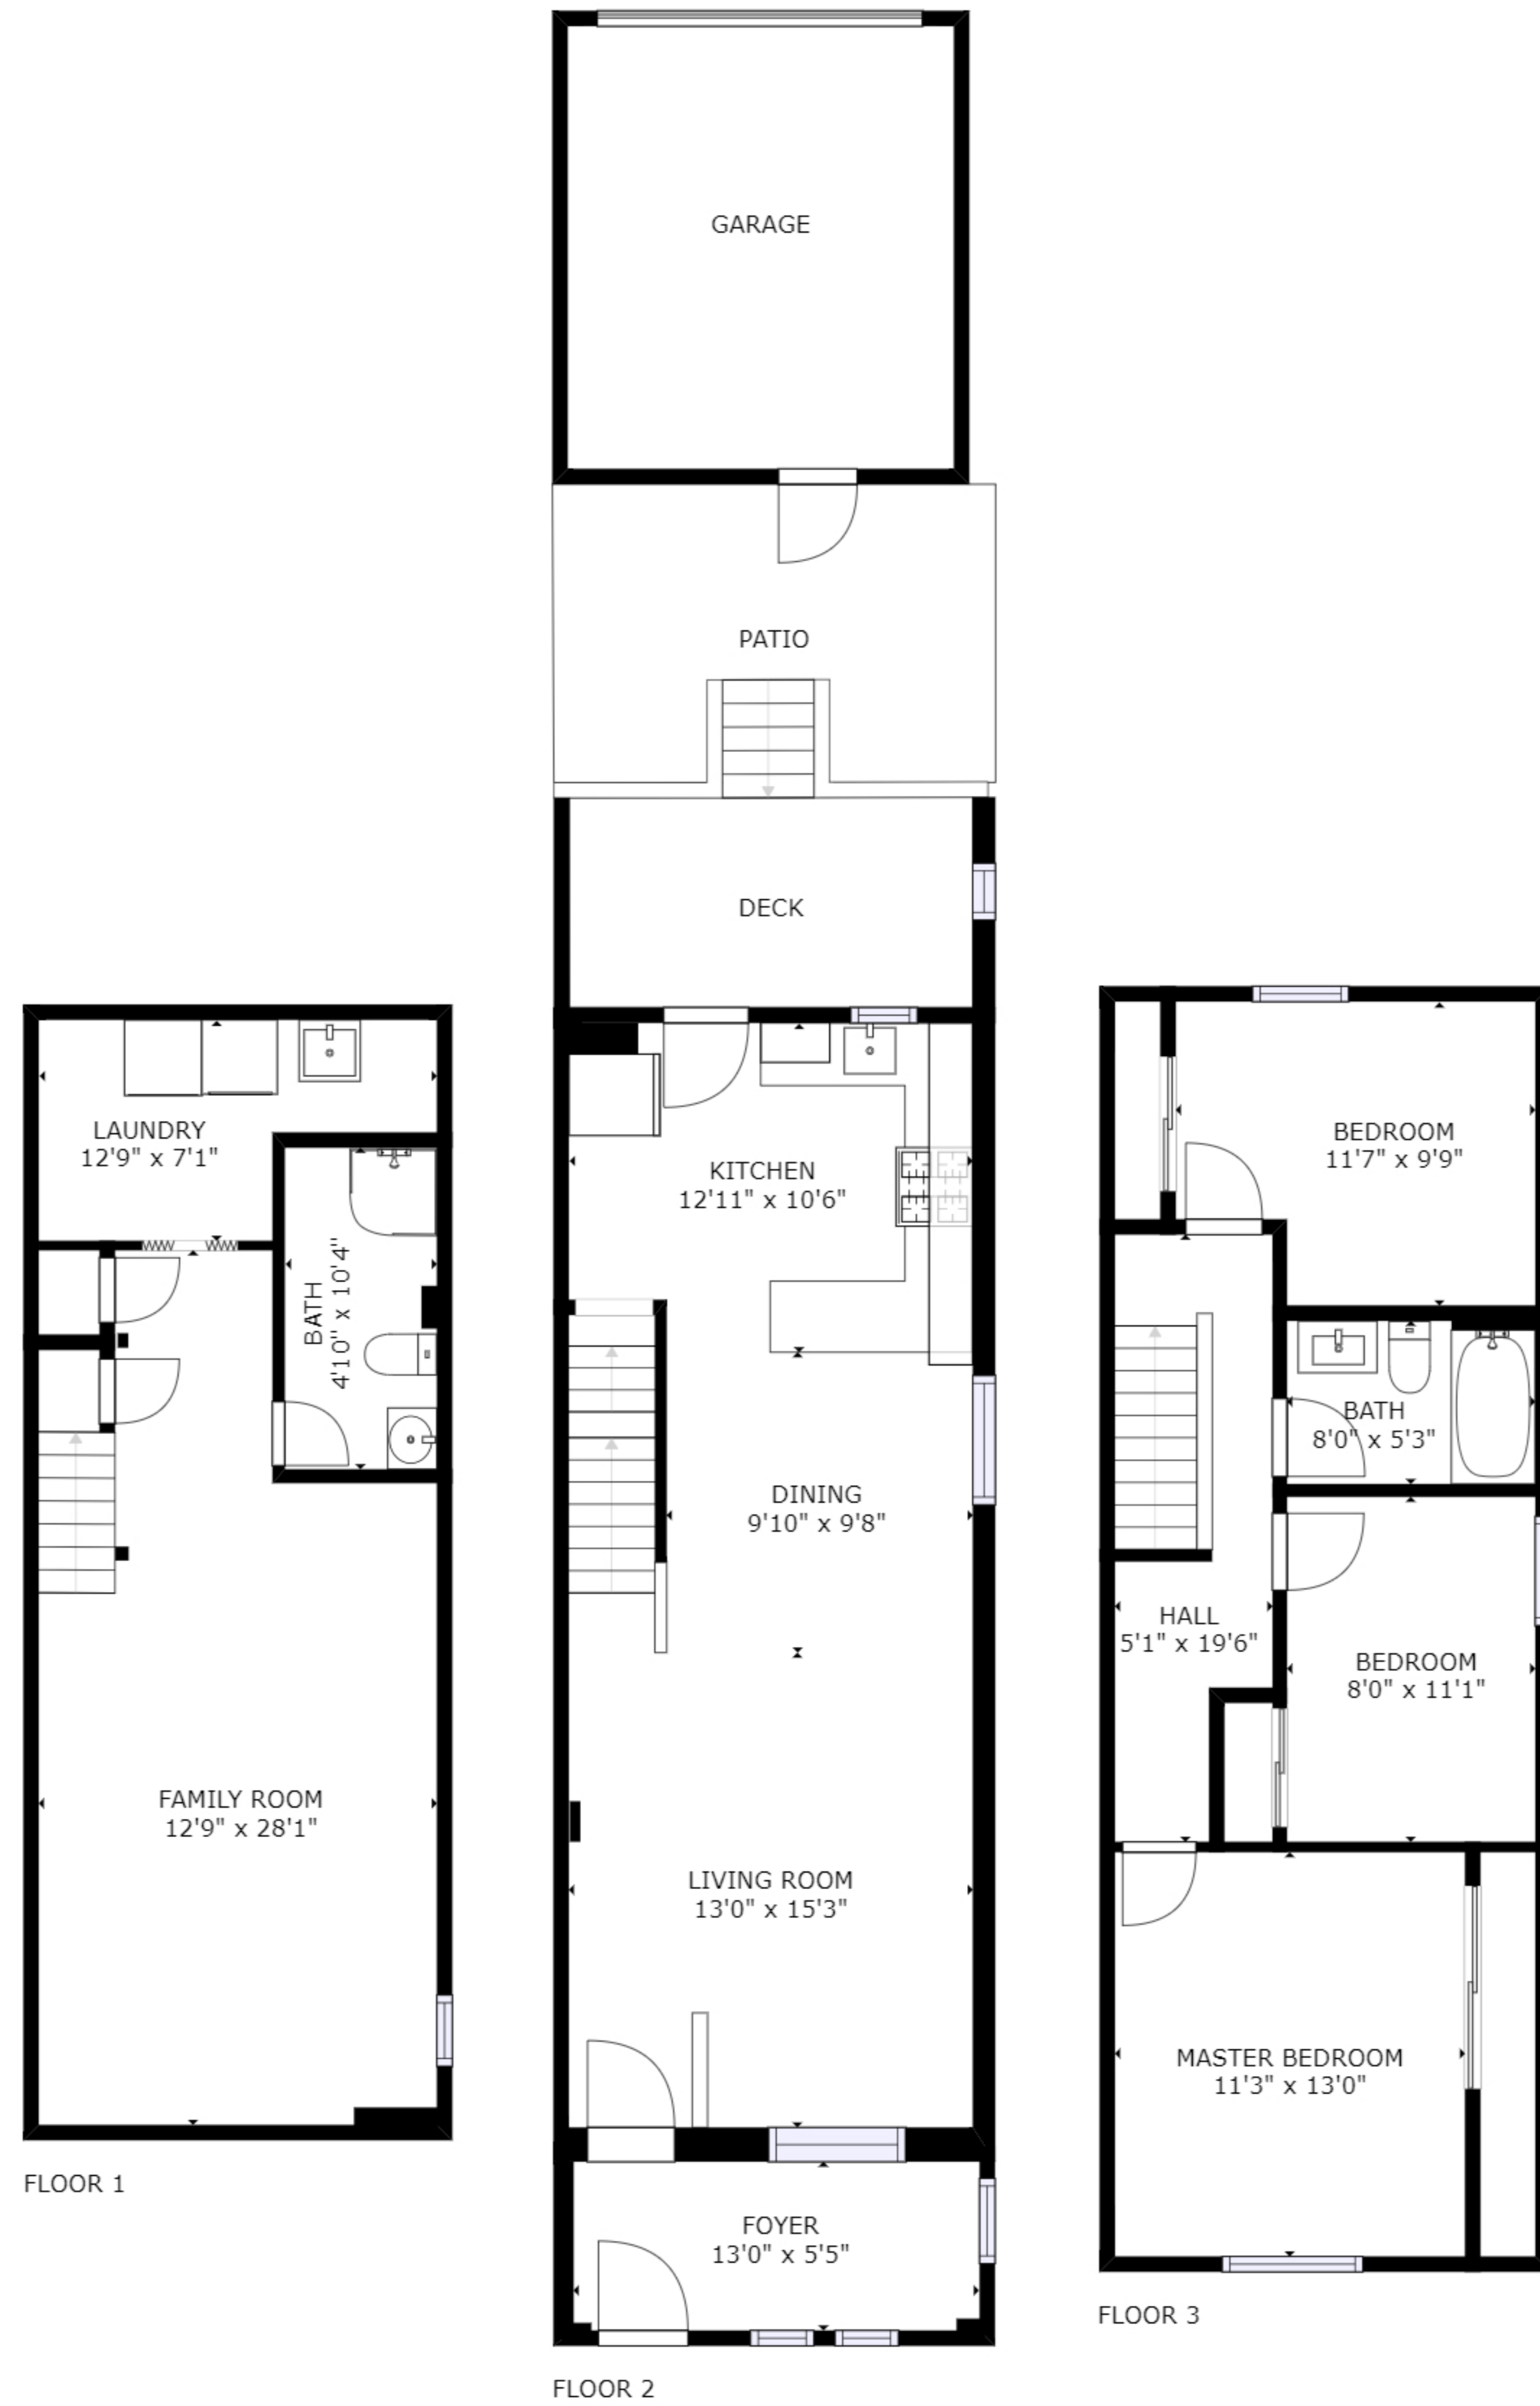 GARAGE
PATIO
DECK
LAUNDRY
12'9" x 7'1"
BATH
4'10" x 10'4"
FAMILY ROOM
12'9" x 28'1"
FLOOR 1
KITCHEN
12'11" x 10'6"
DINING
9'10" x 9'8"
LIVING ROOM
13'0" x 15'3"
FOYER
13'0" x 5'5"
FLOOR 2
BEDROOM
11'7" x 9'9"
BATH
8'0" x 5'3"
HALL
5'1" x 19'6"
BEDROOM
8'0" x 11'1"
MASTER BEDROOM
11'3" x 13'0"
FLOOR 3